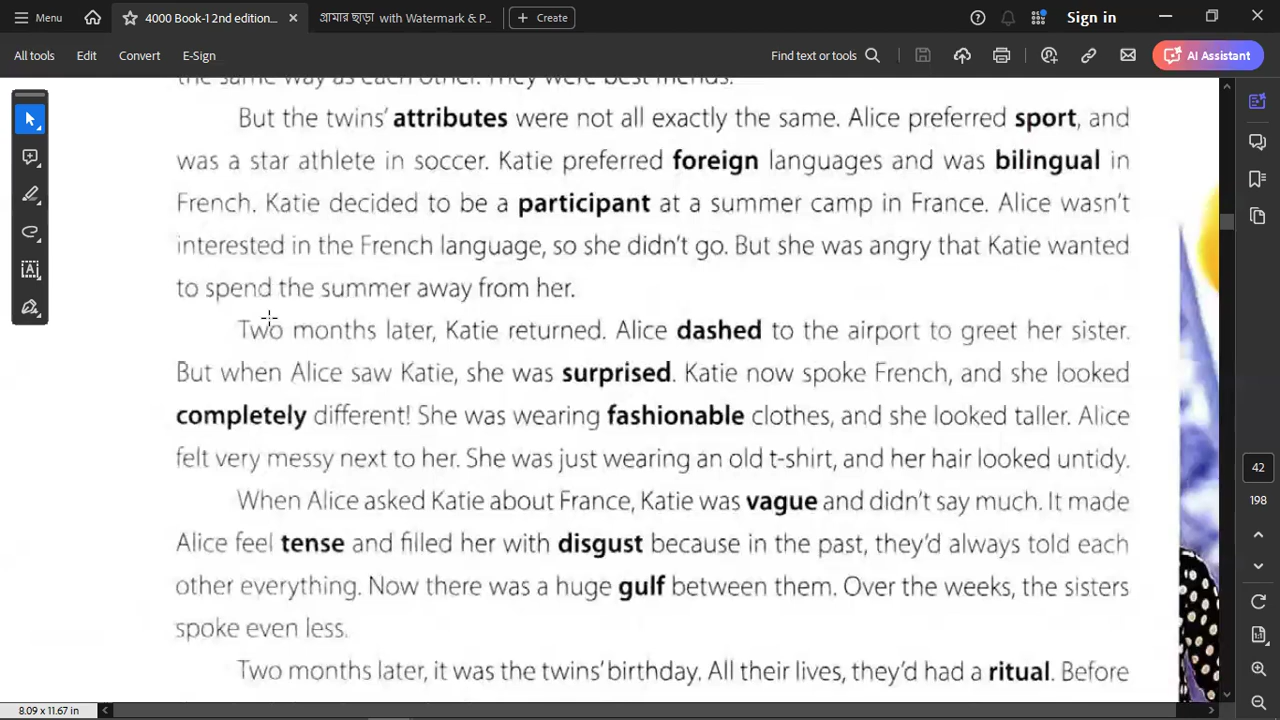 Menu
4000 Book-1 2nd edition...
গ্রামার ছাড়া with Watermark & P...
Create
Sign in
All tools
Edit
Convert
E-Sign
Find text or tools
AI Assistant
the same way as each other. They were best friends.
But the twins' attributes were not all exactly the same. Alice preferred sport, and
was a star athlete in soccer. Katie preferred foreign languages and was bilingual in
French. Katie decided to be a participant at a summer camp in France. Alice wasn't
interested in the French language, so she didn't go. But she was angry that Katie wanted
to spend the summer away from her.
Two months later, Katie returned. Alice dashed to the airport to greet her sister.
But when Alice saw Katie, she was surprised. Katie now spoke French, and she looked
completely different! She was wearing fashionable clothes, and she looked taller. Alice
felt very messy next to her. She was just wearing an old t-shirt, and her hair looked untidy.
When Alice asked Katie about France, Katie was vague and didn't say much. It made
Alice feel tense and filled her with disgust because in the past, they'd always told each
other everything. Now there was a huge gulf between them. Over the weeks, the sisters
spoke even less.
Two months later, it was the twins' birthday. All their lives, they'd had a ritual. Before
42
198
8.09 x 11.67 in